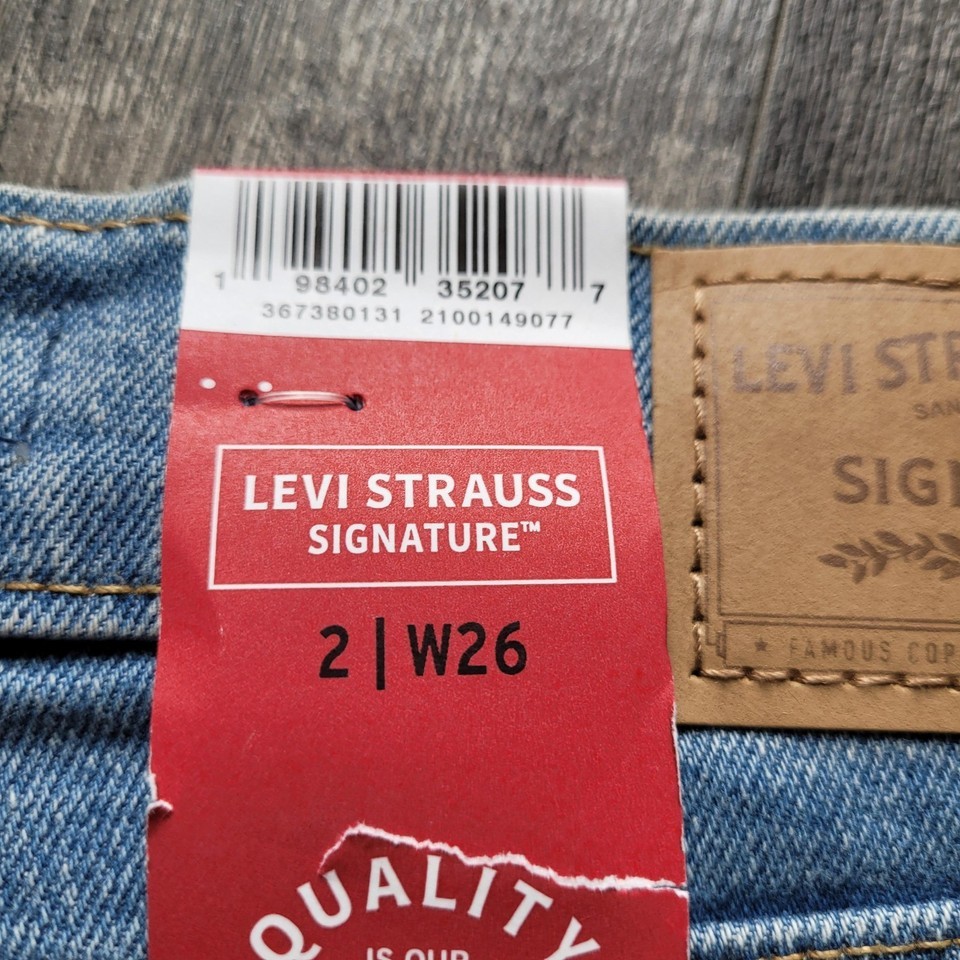 1 98402 35207 7
367380131 2100149077
LEVI STRAUSS
SIGNATURE™
2 | W26
QUALITY
IS OUR
LEVI STR
SAN
SIG
★ FAMOUS COP